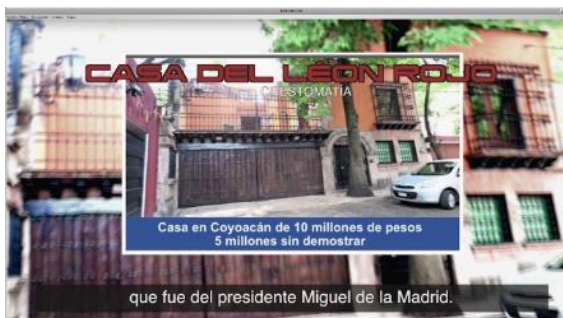 CASA DEL LEÓN ROJO
Casa en Coyoacán de 10 millones de pesos
5 millones sin demostrar
que fue del presidente Miguel de la Madrid.